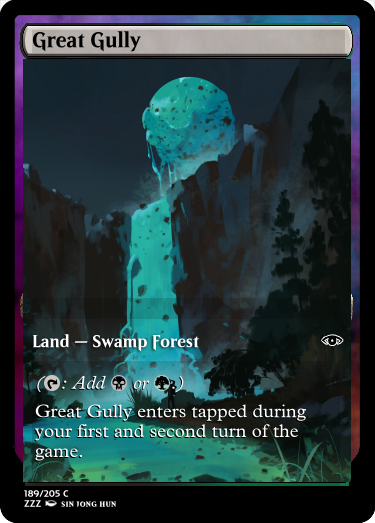 Great Gully
Land — Swamp Forest
(T: Add B or G)
Great Gully enters tapped during
your first and second turn of the
game.
189/205 C
ZZZ SIN JONG HUN